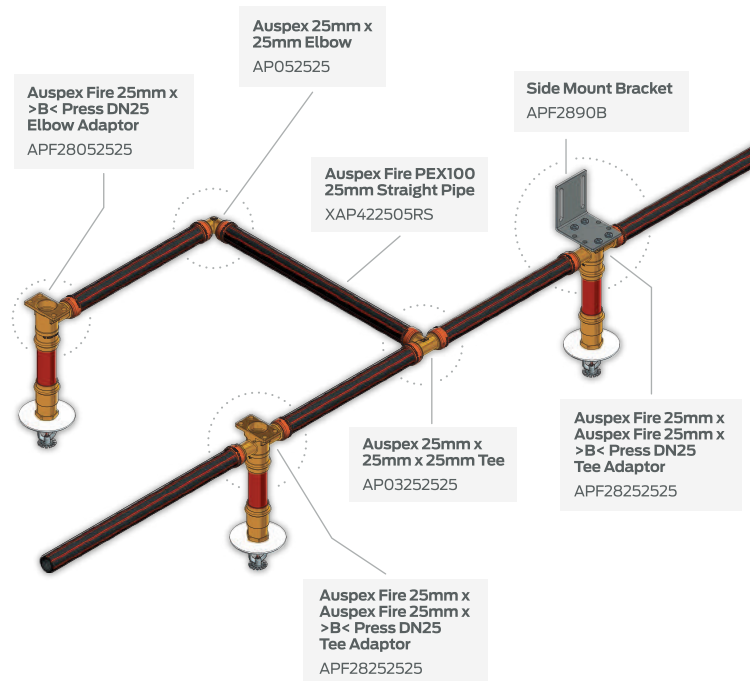 Auspex 25mm x
25mm Elbow
AP052525
Auspex Fire 25mm x
>B< Press DN25
Elbow Adaptor
APF28052525
Side Mount Bracket
APF2890B
Auspex Fire PEX100
25mm Straight Pipe
XAP422505RS
Auspex 25mm x
25mm x 25mm Tee
AP03252525
Auspex Fire 25mm x
Auspex Fire 25mm x
>B< Press DN25
Tee Adaptor
APF28252525
Auspex Fire 25mm x
Auspex Fire 25mm x
>B< Press DN25
Tee Adaptor
APF28252525